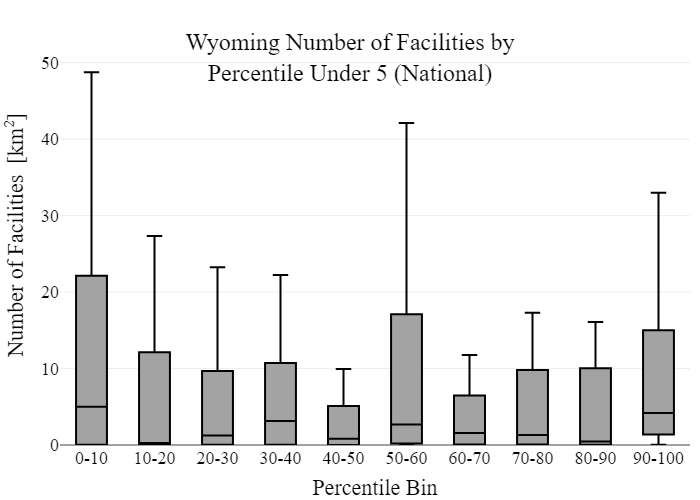 Wyoming Number of Facilities by
Percentile Under 5 (National)
Number of Facilities [km²]
50
40
30
20
10
0
0-10 10-20 20-30 30-40 40-50 50-60 60-70 70-80 80-90 90-100
Percentile Bin